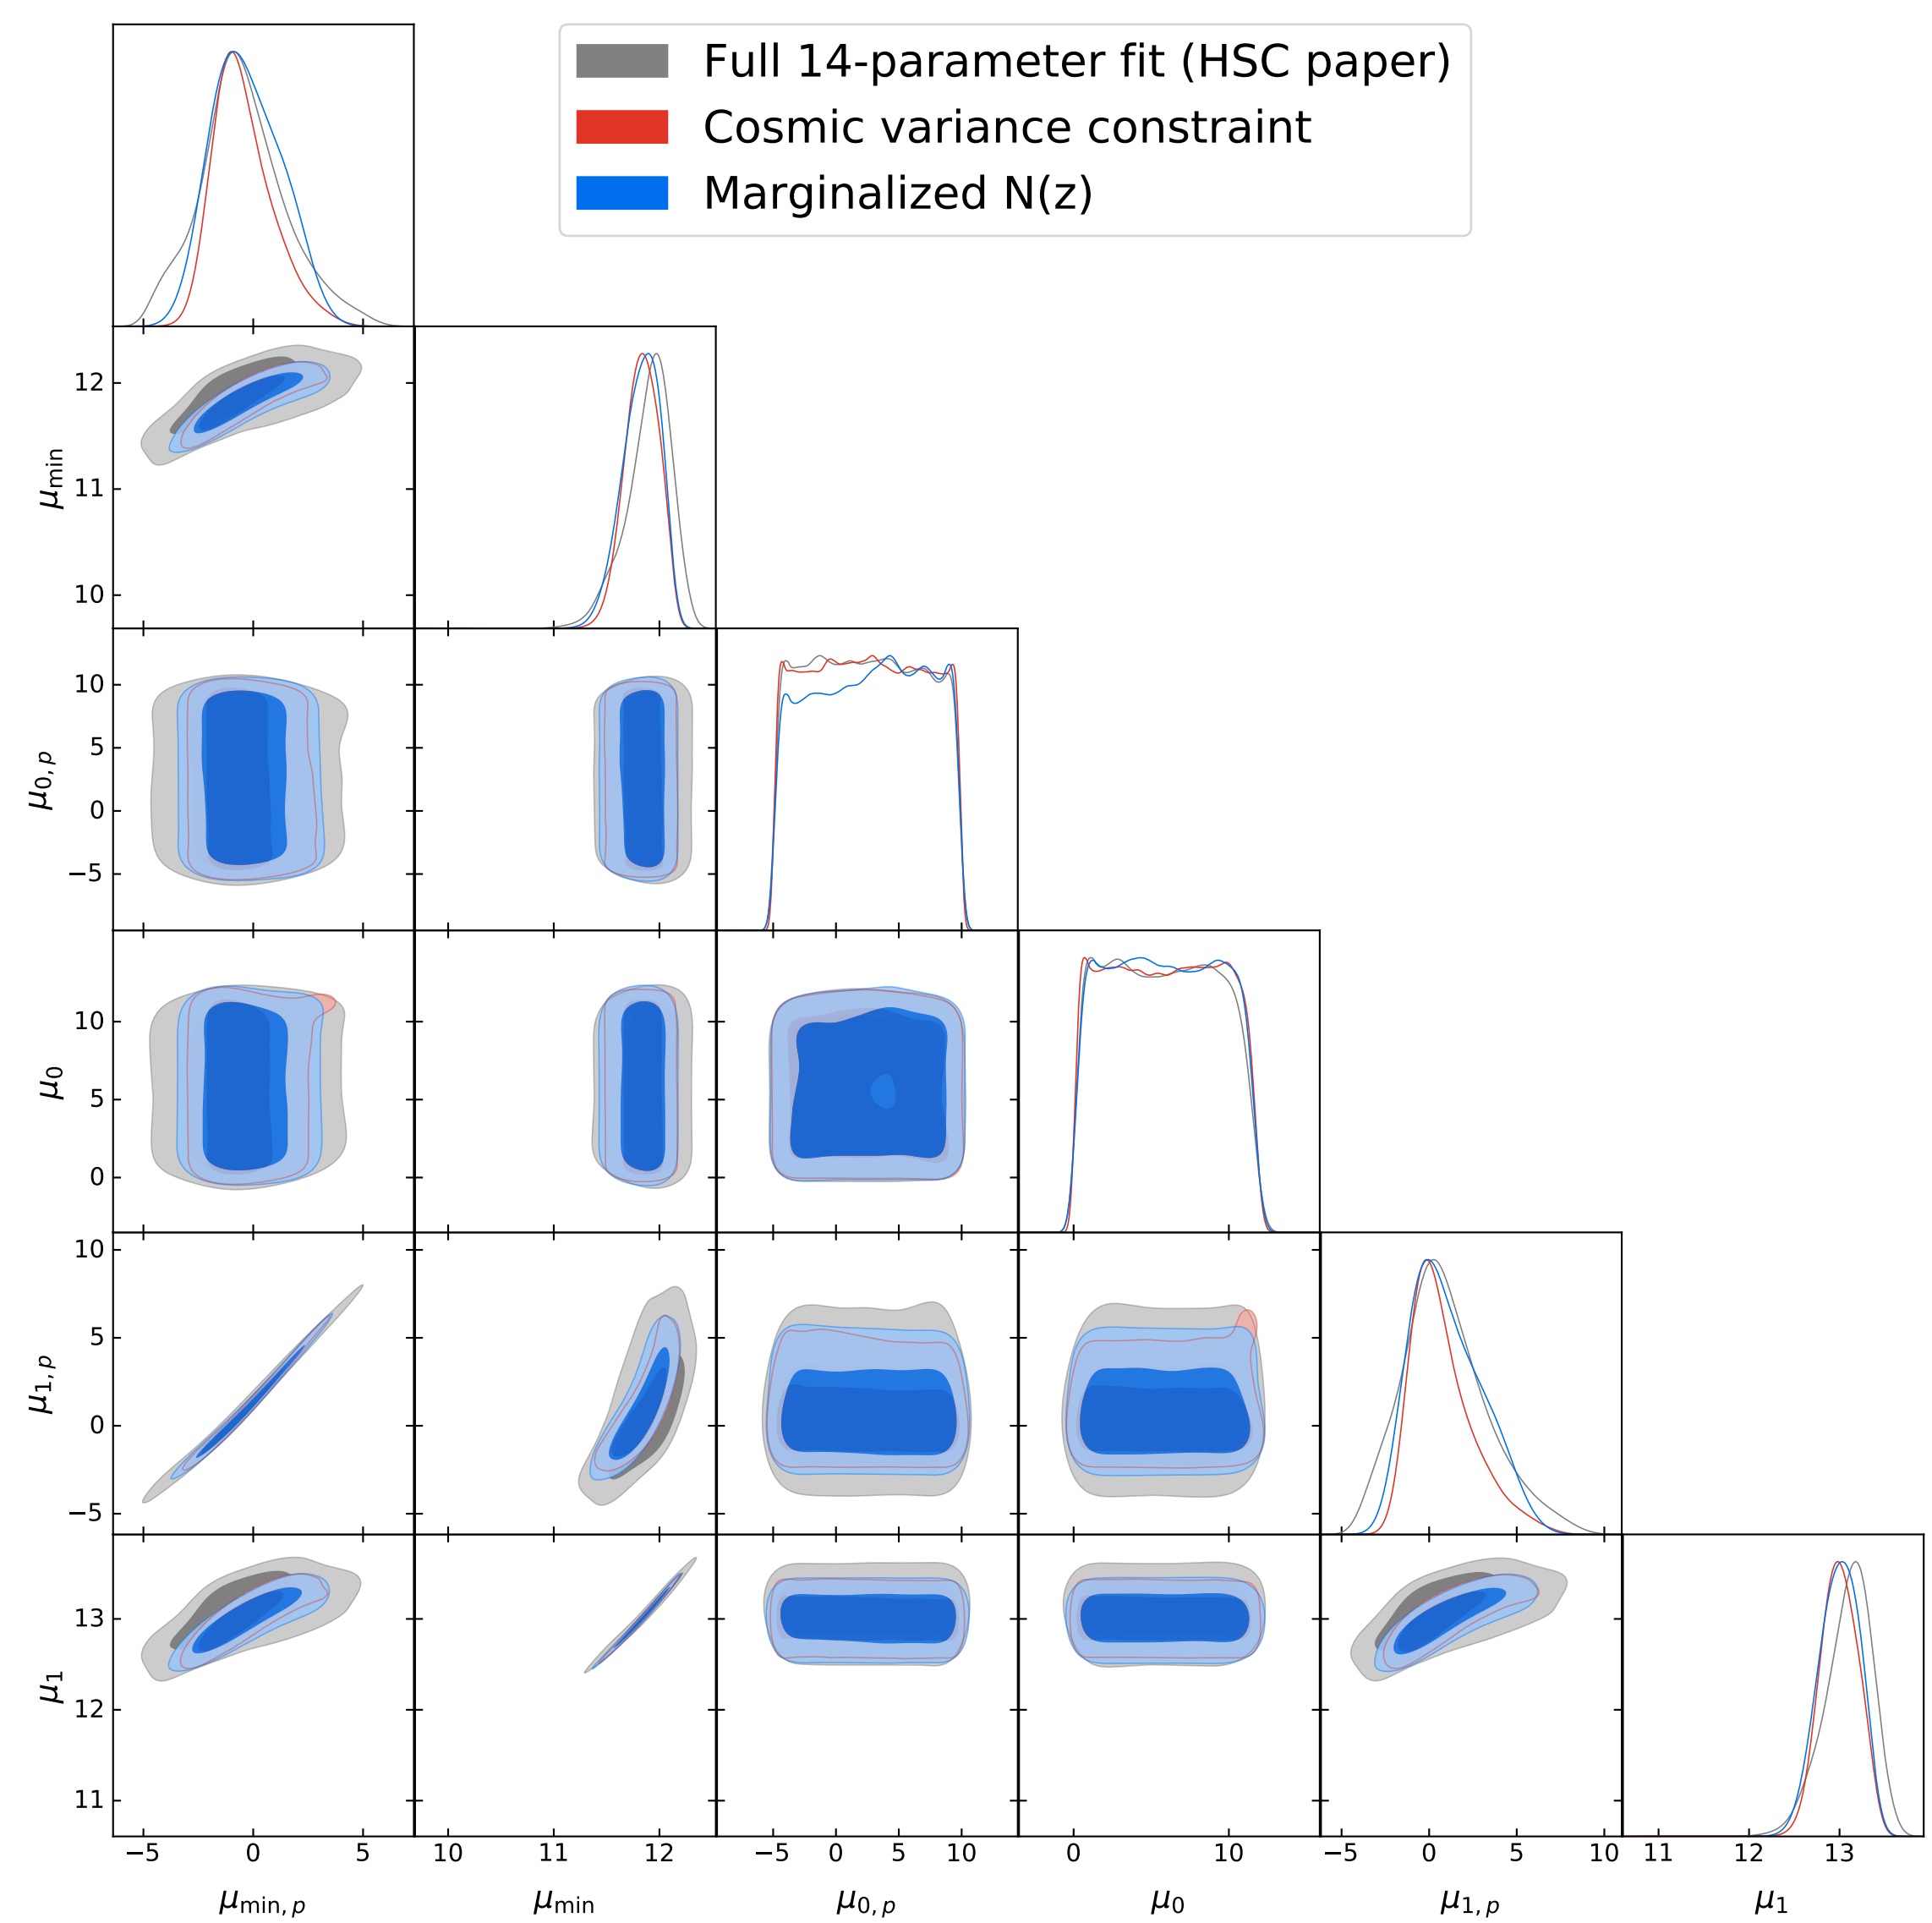 Full 14-parameter fit (HSC paper)
Cosmic variance constraint
Marginalized N(z)
−5 0 5
μmin
12
11
10
μ0, p
10
5
0
−5
μ0
10
5
0
μ1, p
10
5
0
−5
μ1
13
12
11
−5 0 5
10 11 12
−5 0 5 10
0 10
−5 0 5 10
11 12 13
μmin, p
μmin
μ0, p
μ0
μ1, p
μ1